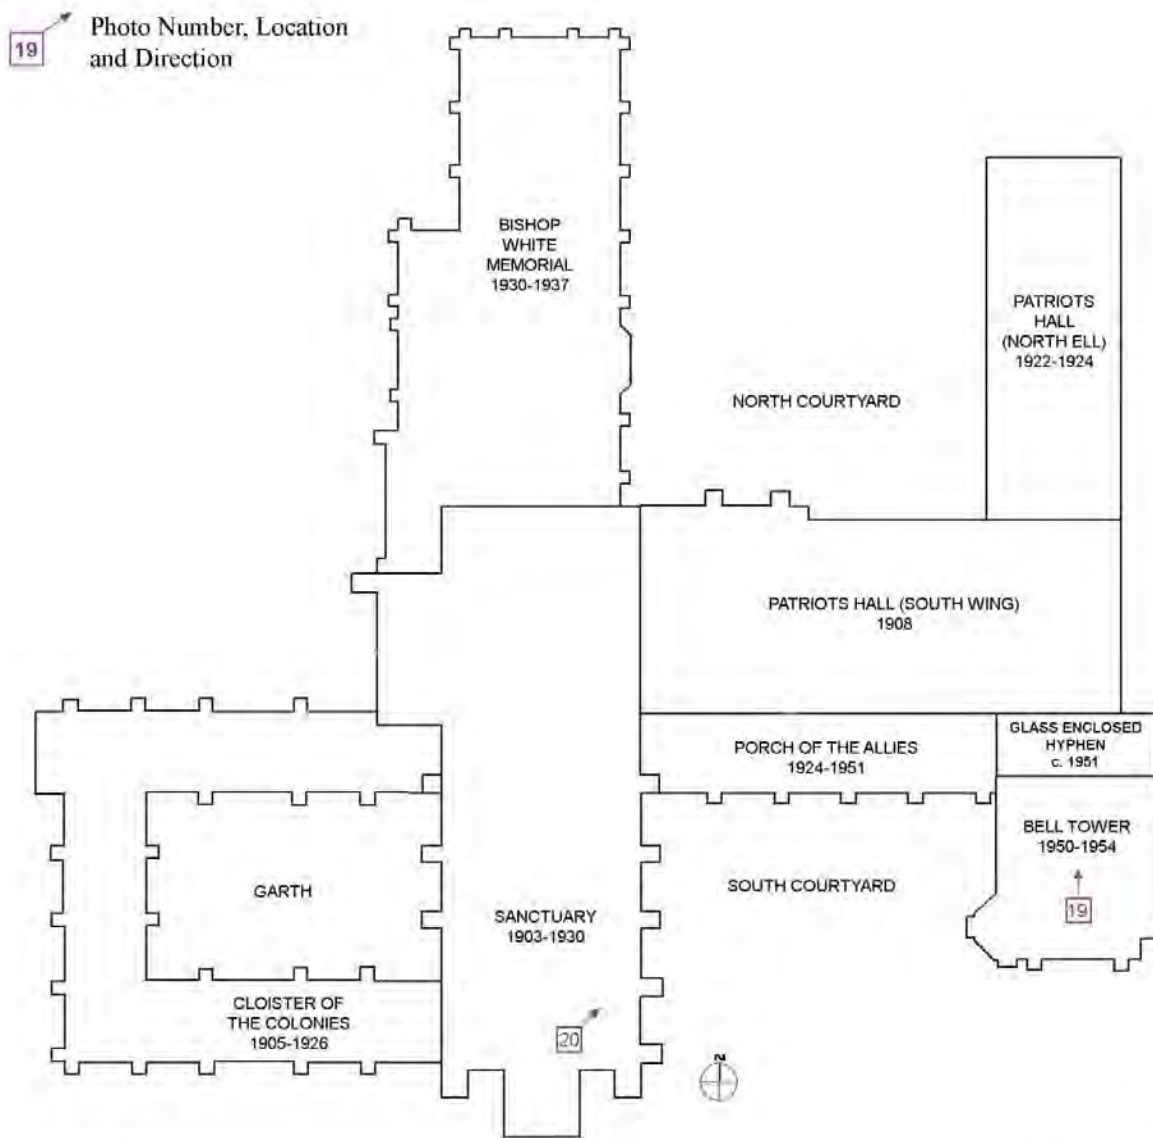 19
Photo Number, Location
and Direction
BISHOP
WHITE
MEMORIAL
1930-1937
PATRIOTS
HALL
(NORTH ELL)
1922-1924
NORTH COURTYARD
PATRIOTS HALL (SOUTH WING)
1908
PORCH OF THE ALLIES
1924-1951
GLASS ENCLOSED
HYPHEN
c. 1951
BELL TOWER
1950-1954
19
GARTH
SOUTH COURTYARD
SANCTUARY
1903-1930
CLOISTER OF
THE COLONIES
1905-1926
20
N